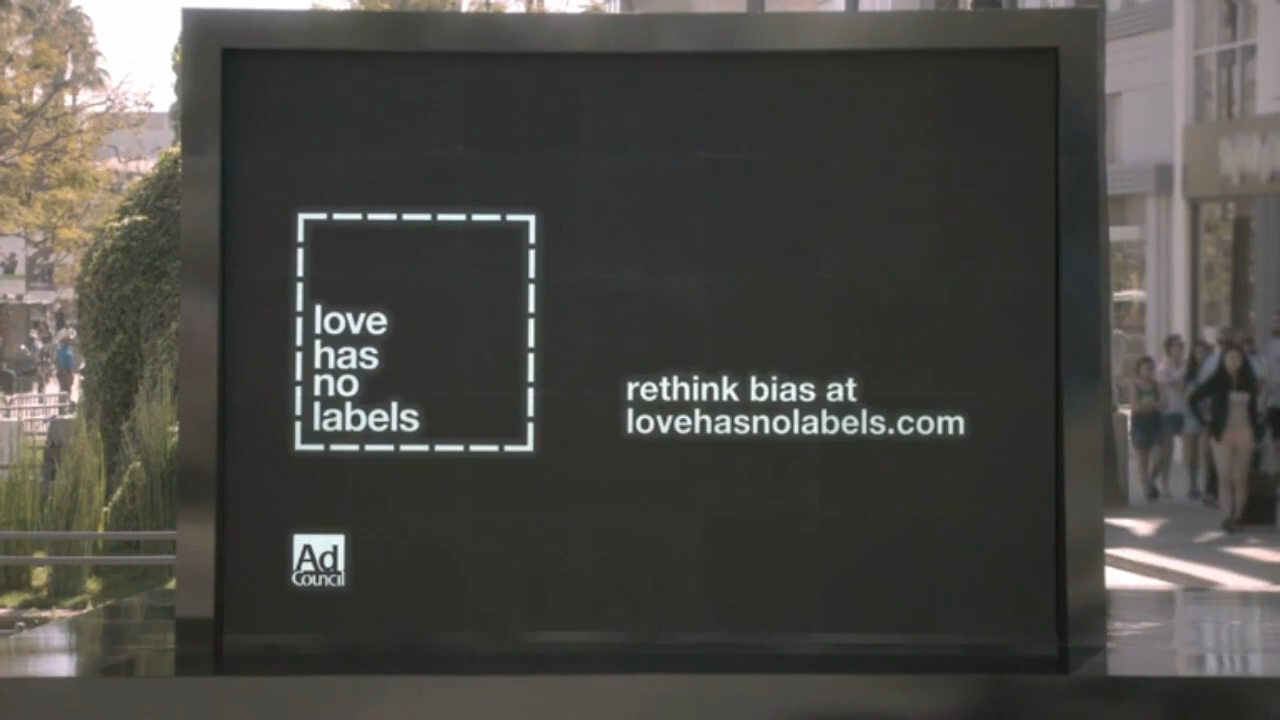 love
has
no
labels
rethink bias at
lovehasnolabels.com
Ad
Council